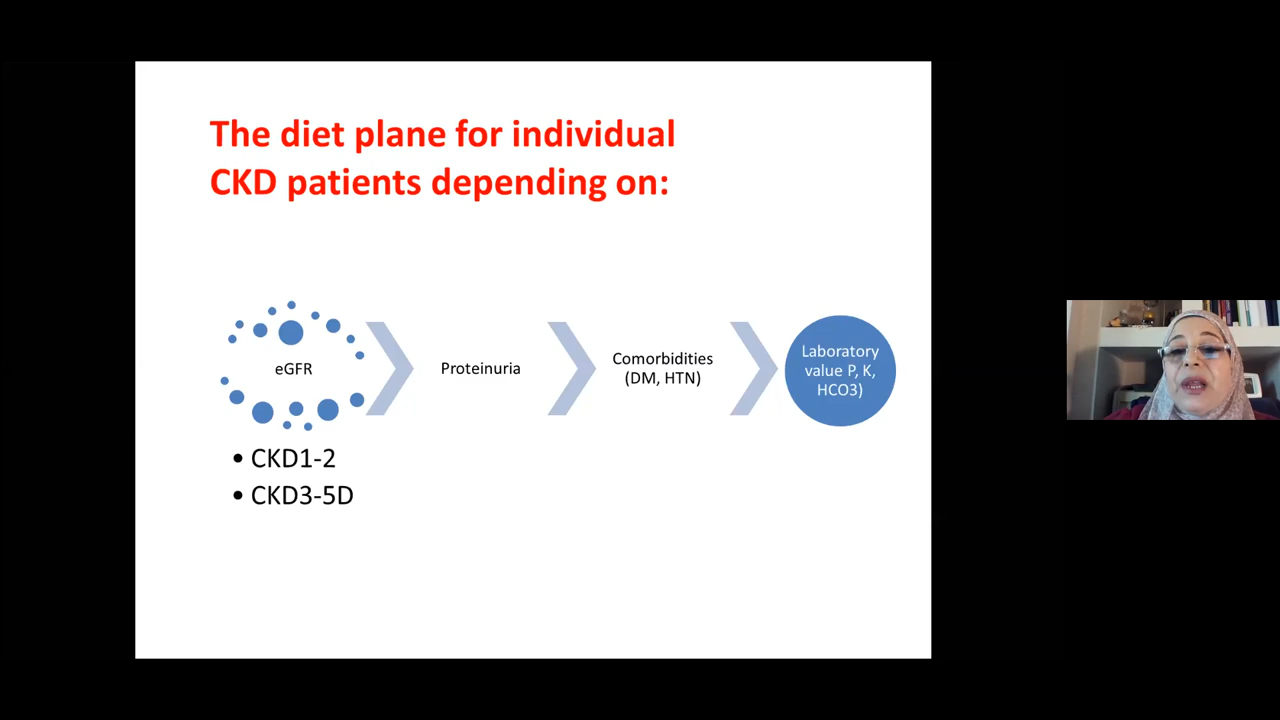 The diet plane for individual
CKD patients depending on:
eGFR
Proteinuria
Comorbidities
(DM, HTN)
Laboratory
value P, K,
HCO3)
• CKD1-2
• CKD3-5D